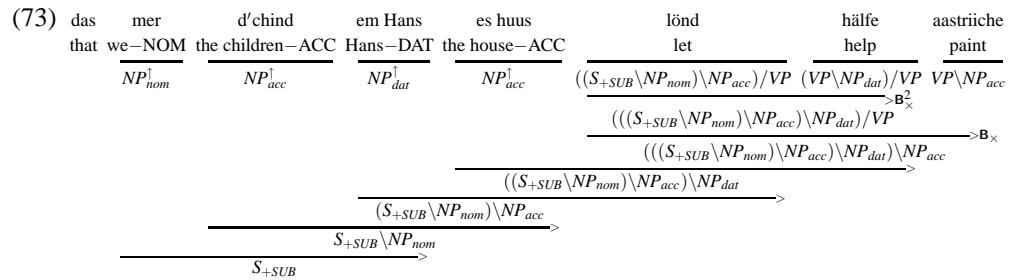 (73) das mer d'chind em Hans es huus lönd hälfe aastriiche
that we−NOM the children−ACC Hans−DAT the house−ACC let help paint
NP↑nom NP↑acc NP↑dat NP↑acc ((S+SUB\NPnom)\NPacc)/VP (VP\NPdat)/VP VP\NPacc
>B²×
(((S+SUB\NPnom)\NPacc)\NPdat)/VP
>B×
(((S+SUB\NPnom)\NPacc)\NPdat)\NPacc
>
((S+SUB\NPnom)\NPacc)\NPdat
>
(S+SUB\NPnom)\NPacc
>
S+SUB\NPnom
>
S+SUB